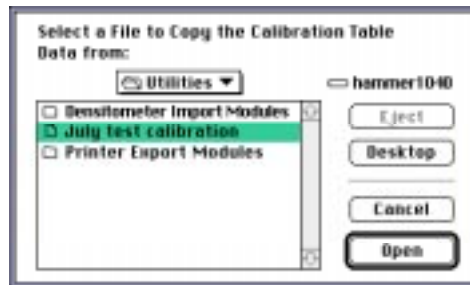 Select a File to Copy the Calibration Table
Data from:
Utilities
hammer1040
Densitometer Import Modules
Eject
July test calibration
Printer Export Modules
Desktop
Cancel
Open